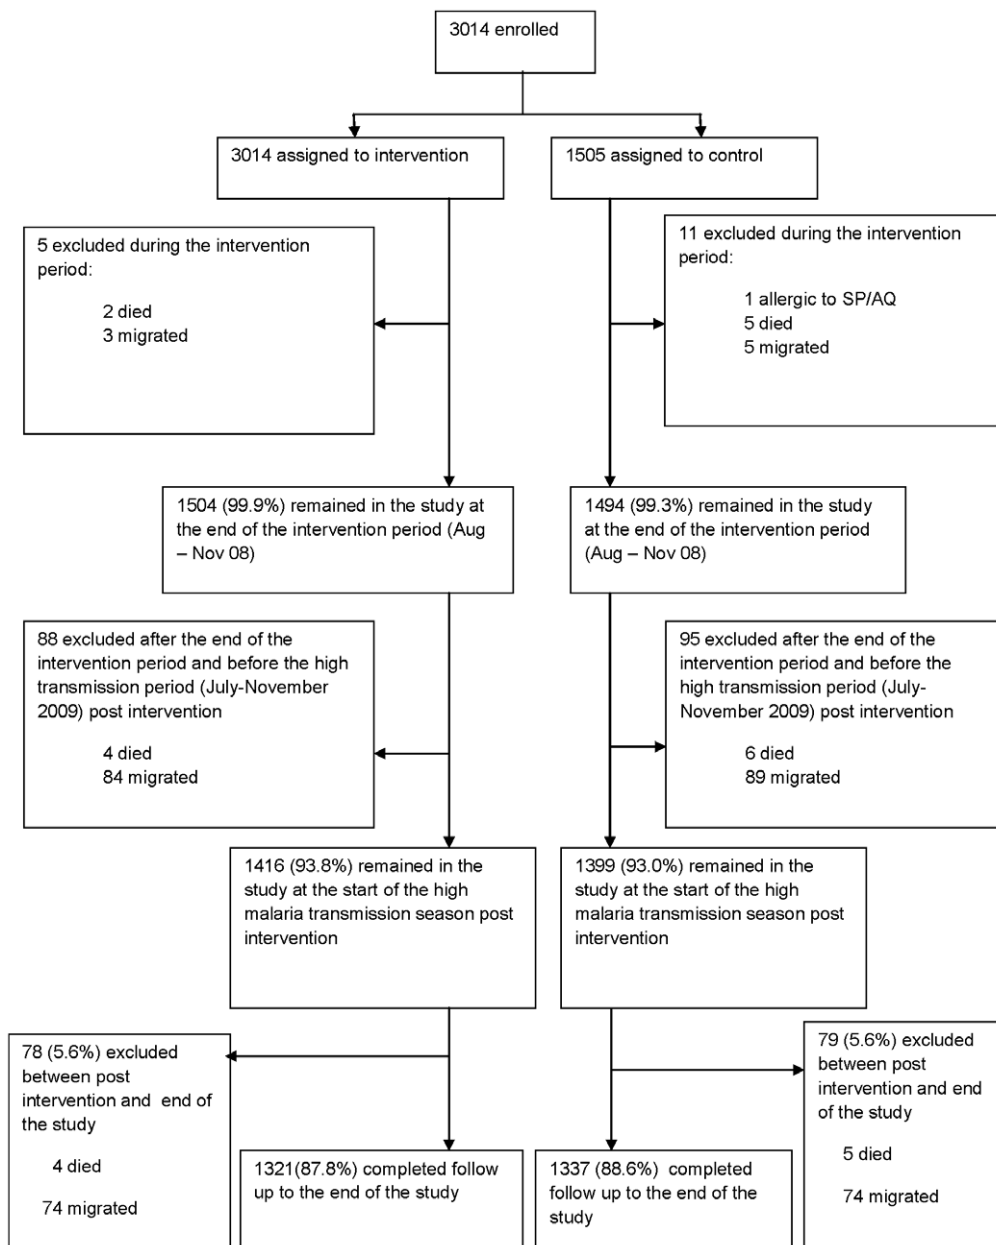 3014 enrolled
3014 assigned to intervention
1505 assigned to control
5 excluded during the intervention
period:
2 died
3 migrated
11 excluded during the intervention
period:
1 allergic to SP/AQ
5 died
5 migrated
1504 (99.9%) remained in the study at
the end of the intervention period (Aug
– Nov 08)
1494 (99.3%) remained in the study
at the end of the intervention period
(Aug – Nov 08)
88 excluded after the end of the
intervention period and before the high
transmission period (July-November
2009) post intervention
4 died
84 migrated
95 excluded after the end of the
intervention period and before the
high transmission period (July-
November 2009) post intervention
6 died
89 migrated
1416 (93.8%) remained in the
study at the start of the high
malaria transmission season post
intervention
1399 (93.0%) remained in the
study at the start of the high
malaria transmission season post
intervention
78 (5.6%) excluded
between post
intervention and end of
the study
4 died
74 migrated
1321(87.8%) completed follow
up to the end of the study
1337 (88.6%) completed
follow up to the end of the
study
79 (5.6%) excluded
between post
intervention and end
of the study
5 died
74 migrated